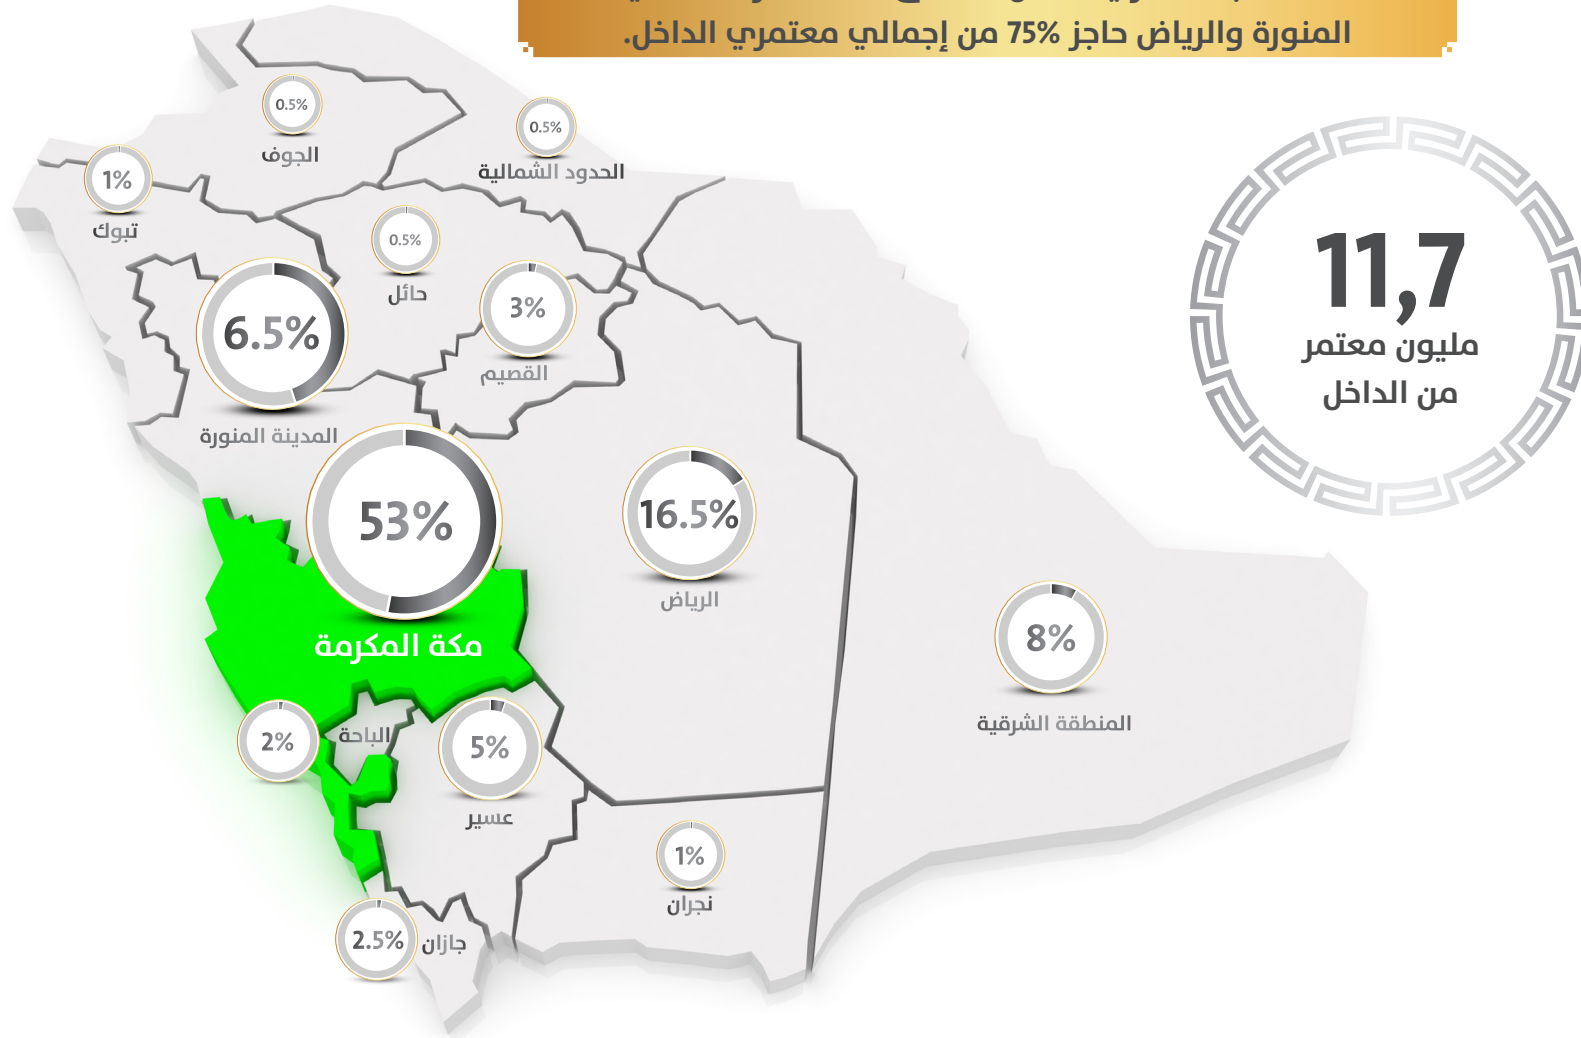 المنورة والرياض حاجز 75% من إجمالي معتمري الداخل.
0.5%
الجوف
0.5%
الحدود الشمالية
1%
تبوك
0.5%
حائل
3%
القصيم
6.5%
المدينة المنورة
11,7
مليون معتمر
من الداخل
53%
مكة المكرمة
16.5%
الرياض
8%
المنطقة الشرقية
2%
الباحة
5%
عسير
1%
نجران
2.5%
جازان